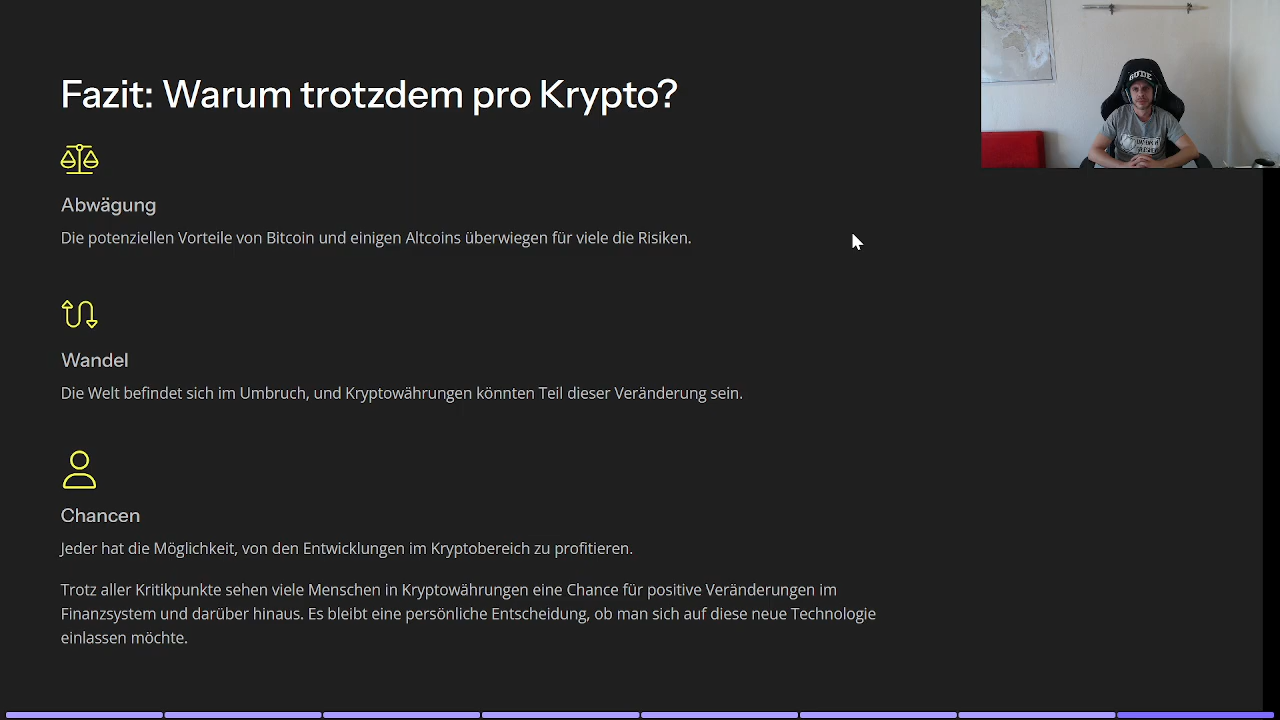 Fazit: Warum trotzdem pro Krypto?
Abwägung
Die potenziellen Vorteile von Bitcoin und einigen Altcoins überwiegen für viele die Risiken.
Wandel
Die Welt befindet sich im Umbruch, und Kryptowährungen könnten Teil dieser Veränderung sein.
Chancen
Jeder hat die Möglichkeit, von den Entwicklungen im Kryptobereich zu profitieren.
Trotz aller Kritikpunkte sehen viele Menschen in Kryptowährungen eine Chance für positive Veränderungen im
Finanzsystem und darüber hinaus. Es bleibt eine persönliche Entscheidung, ob man sich auf diese neue Technologie
einlassen möchte.